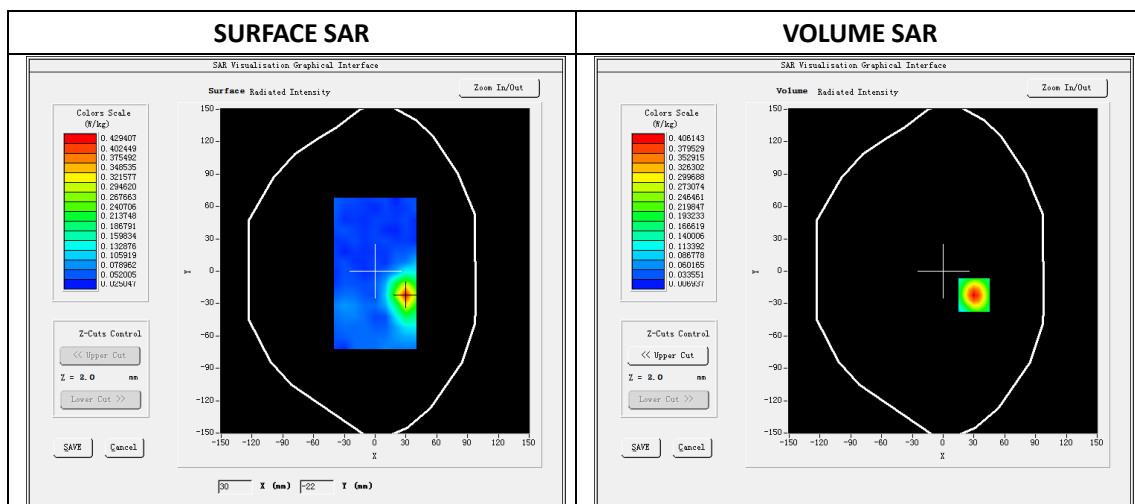 SURFACE SAR
VOLUME SAR
SAR Visualisation Graphical Interface
Surface Radiated Intensity
Zoom In/Out
Colors Scale
(W/kg)
0.429407
0.402449
0.375492
0.348535
0.321577
0.294620
0.267663
0.240706
0.213748
0.186791
0.159834
0.132876
0.105919
0.078962
0.052005
0.025047
150
120
90
60
30
0
-30
-60
-90
-120
-150
Y
-150 -120 -90 -60 -30 0 30 60 90 120 150
X
Z-Cuts Control
<< Upper Cut
Z = 2.0 mm
Lower Cut >>
SAVE Cancel
30 X (mm) -22 Y (mm)
SAR Visualisation Graphical Interface
Volume Radiated Intensity
Zoom In/Out
Colors Scale
(W/kg)
0.406143
0.379529
0.352915
0.326302
0.299688
0.273074
0.246461
0.219847
0.193233
0.166619
0.140006
0.113392
0.086778
0.060165
0.033551
0.006937
150
120
90
60
30
0
-30
-60
-90
-120
-150
Y
-150 -120 -90 -60 -30 0 30 60 90 120 150
X
Z-Cuts Control
<< Upper Cut
Z = 2.0 mm
Lower Cut >>
SAVE Cancel